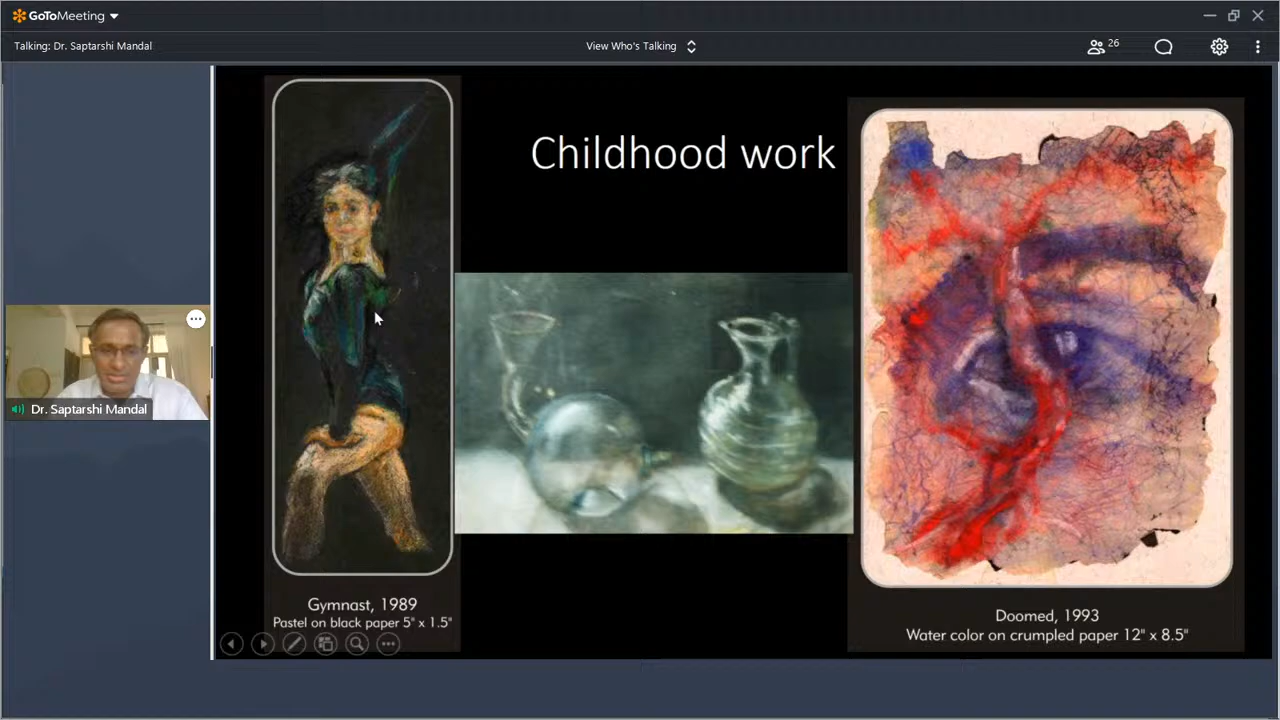 GoToMeeting
Talking: Dr. Saptarshi Mandal
View Who's Talking
26
Childhood work
Dr. Saptarshi Mandal
Gymnast, 1989
Pastel on black paper 5" x 1.5"
Doomed, 1993
Water color on crumpled paper 12" x 8.5"